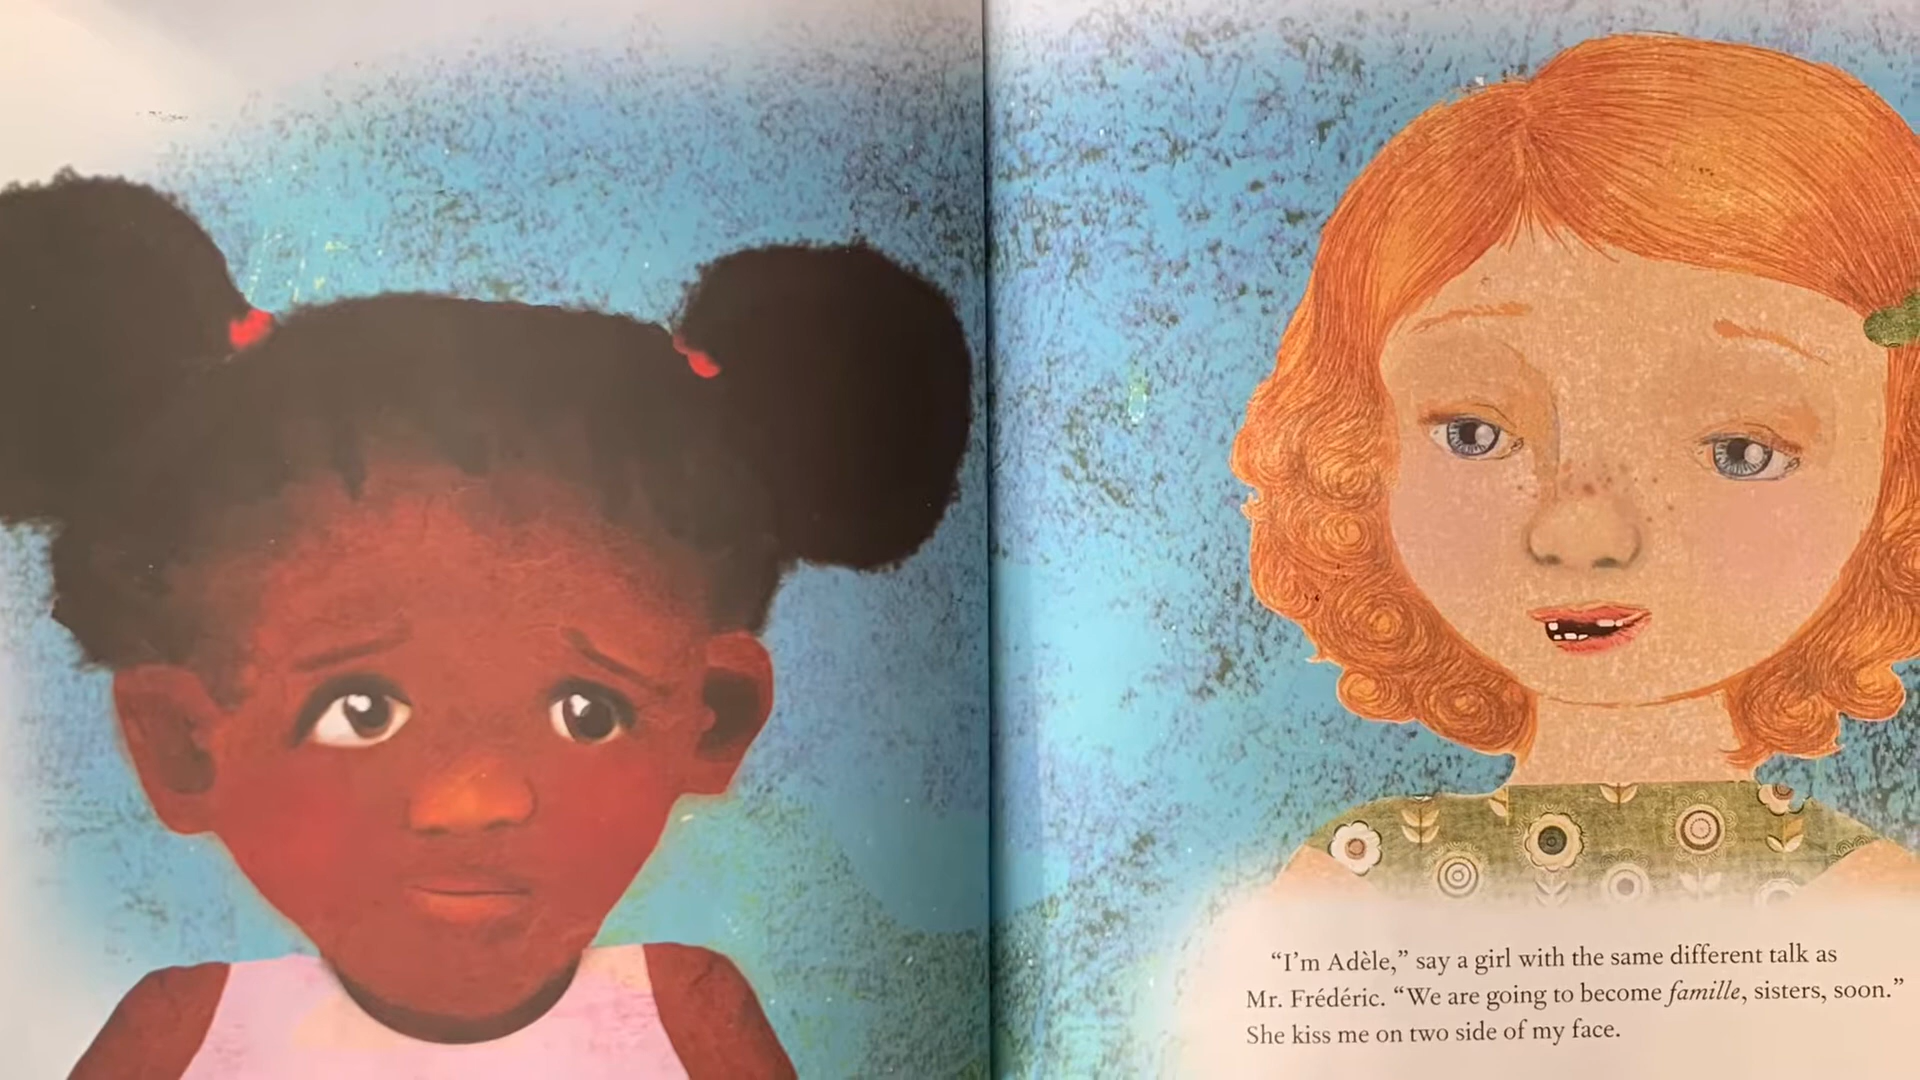 “I’m Adèle,” say a girl with the same different talk as
Mr. Frédéric. “We are going to become famille, sisters, soon.”
She kiss me on two side of my face.